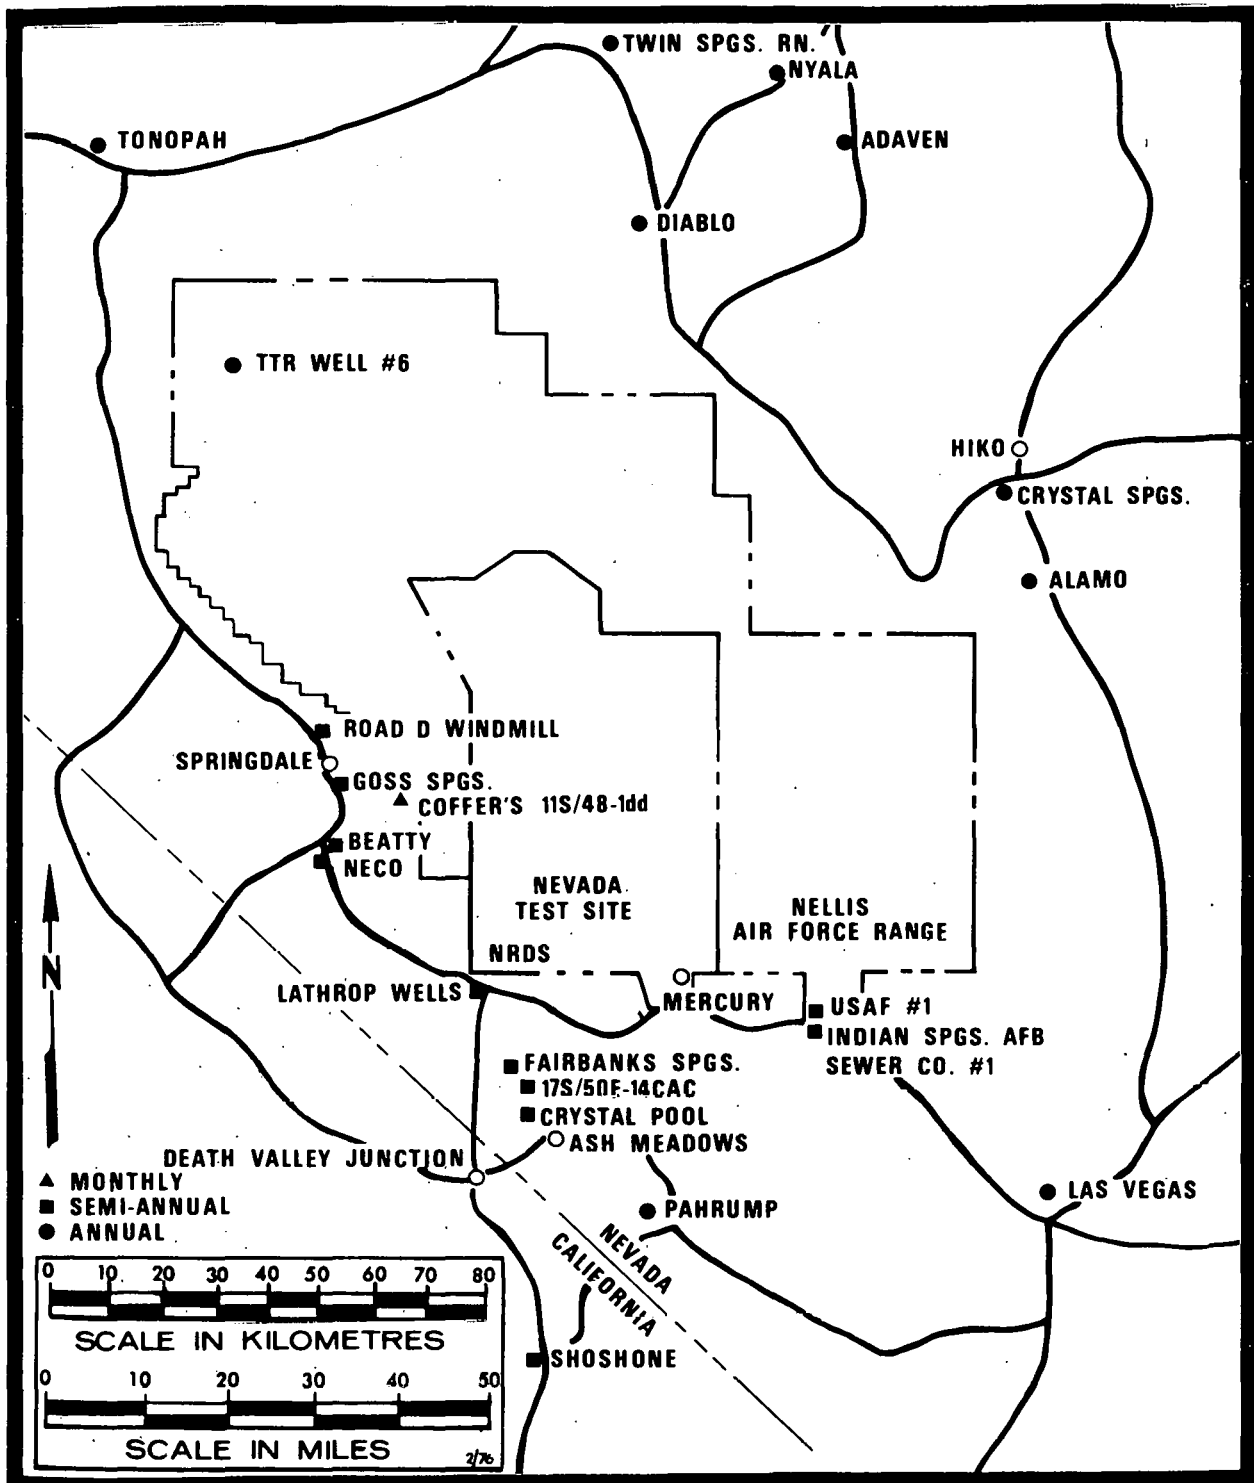 TWIN SPGS. RN.
NYALA
TONOPAH
ADAVEN
DIABLO
TTR WELL #6
HIKO
CRYSTAL SPGS.
ALAMO
ROAD D WINDMILL
SPRINGDALE
GOSS SPGS.
COFFER'S 11S/48-1dd
BEATTY
NECO
NEVADA
TEST SITE
NELLIS
AIR FORCE RANGE
NRDS
N
LATHROP WELLS
MERCURY
USAF #1
INDIAN SPGS. AFB
SEWER CO. #1
FAIRBANKS SPGS.
17S/50E-14CAC
CRYSTAL POOL
ASH MEADOWS
DEATH VALLEY JUNCTION
MONTHLY
SEMI-ANNUAL
ANNUAL
LAS VEGAS
PAHRUMP
NEVADA
CALIFORNIA
0 10 20 30 40 50 60 70 80
SCALE IN KILOMETRES
SHOSHONE
0 10 20 30 40 50
SCALE IN MILES
2/76